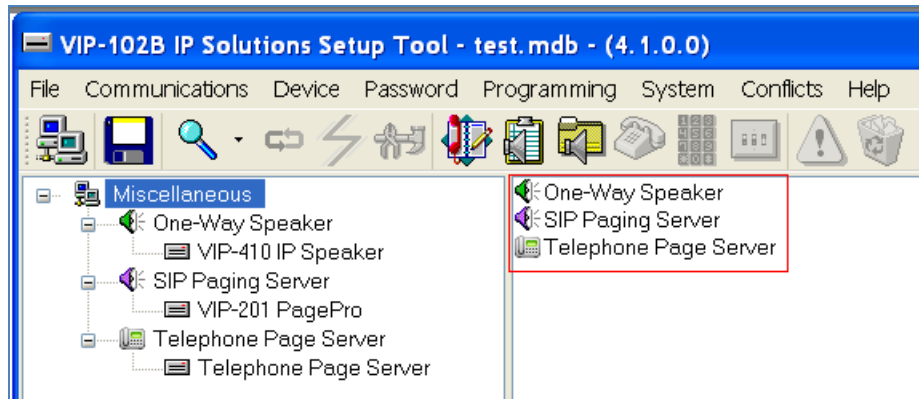 VIP-102B IP Solutions Setup Tool - test.mdb - (4.1.0.0)
File Communications Device Password Programming System Conflicts Help
Miscellaneous
One-Way Speaker
VIP-410 IP Speaker
SIP Paging Server
VIP-201 PagePro
Telephone Page Server
Telephone Page Server
One-Way Speaker
SIP Paging Server
Telephone Page Server